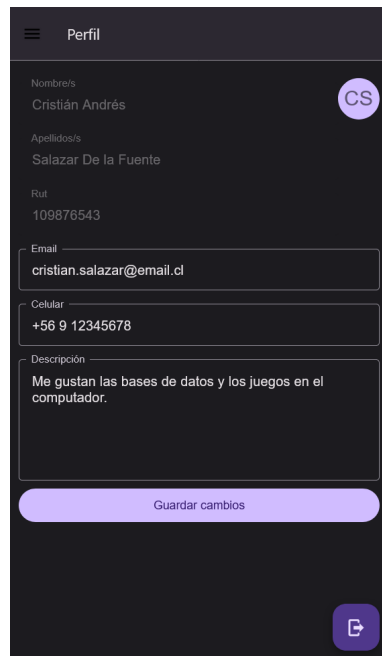 Perfil
Nombre/s
Cristián Andrés
CS
Apellidos/s
Salazar De la Fuente
Rut
109876543
Email
cristian.salazar@email.cl
Celular
+56 9 12345678
Descripción
Me gustan las bases de datos y los juegos en el
computador.
Guardar cambios